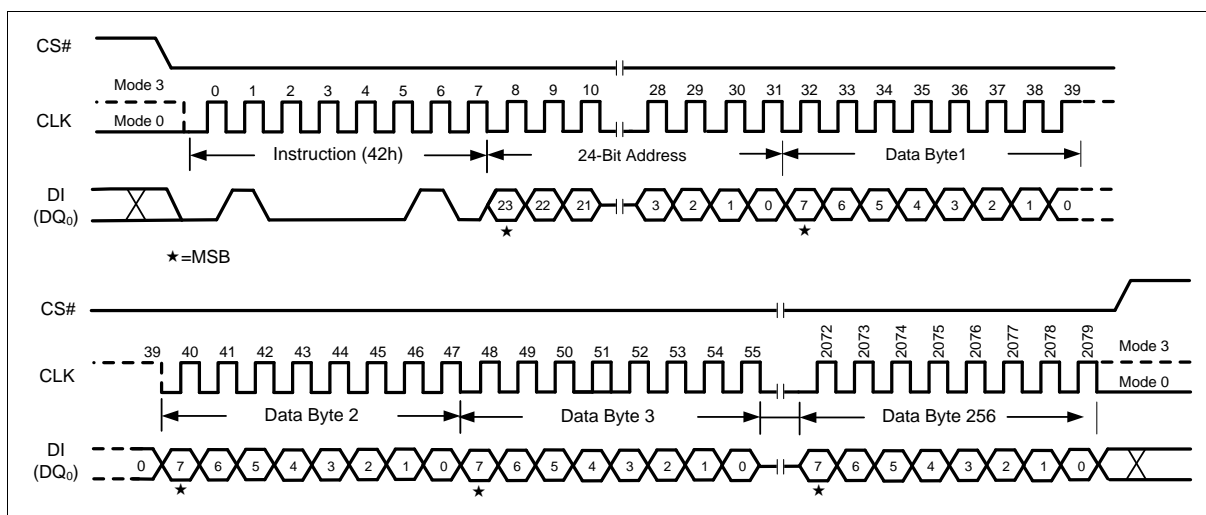 CS#
Mode 3
0 1 2 3 4 5 6 7 8 9 10 28 29 30 31 32 33 34 35 36 37 38 39
CLK
Mode 0
Instruction (42h) 24-Bit Address Data Byte1
DI
(DQ0)
23 22 21 3 2 1 0 7 6 5 4 3 2 1 0
★ ★
★=MSB
CS#
39 40 41 42 43 44 45 46 47 48 49 50 51 52 53 54 55 2072 2073 2074 2075 2076 2077 2078 2079
Mode 3
CLK
Mode 0
Data Byte 2 Data Byte 3 Data Byte 256
DI
(DQ0)
0 7 6 5 4 3 2 1 0 7 6 5 4 3 2 1 0 7 6 5 4 3 2 1 0
★ ★ ★